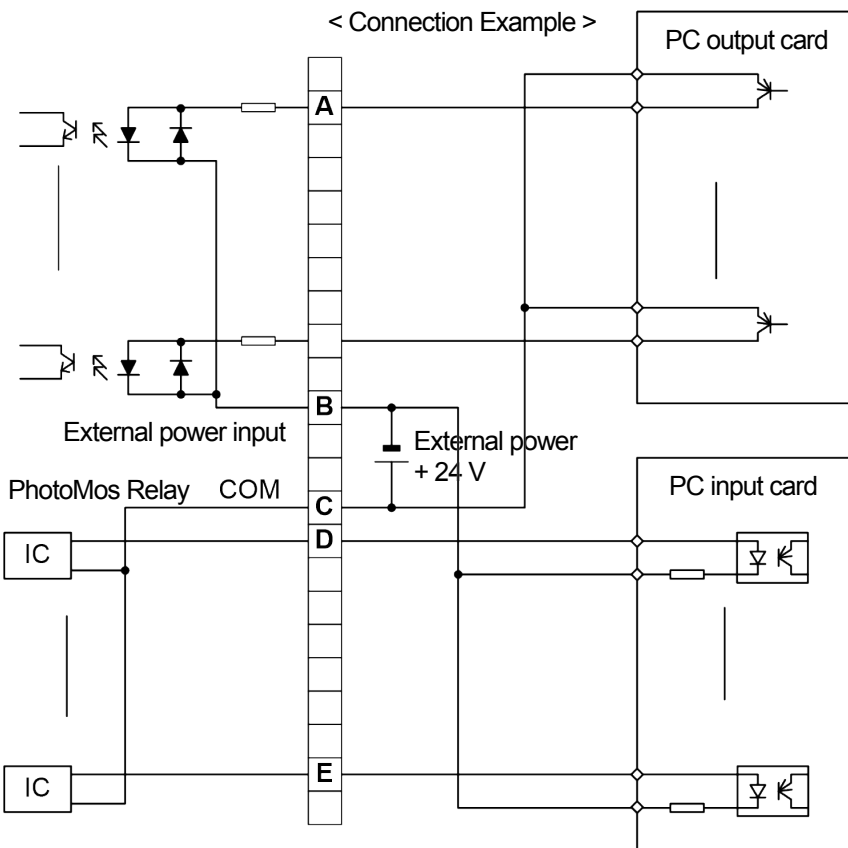 < Connection Example >
PC output card
A
B
External power input
External power
+ 24 V
PhotoMos Relay COM
C
PC input card
D
IC
E
IC